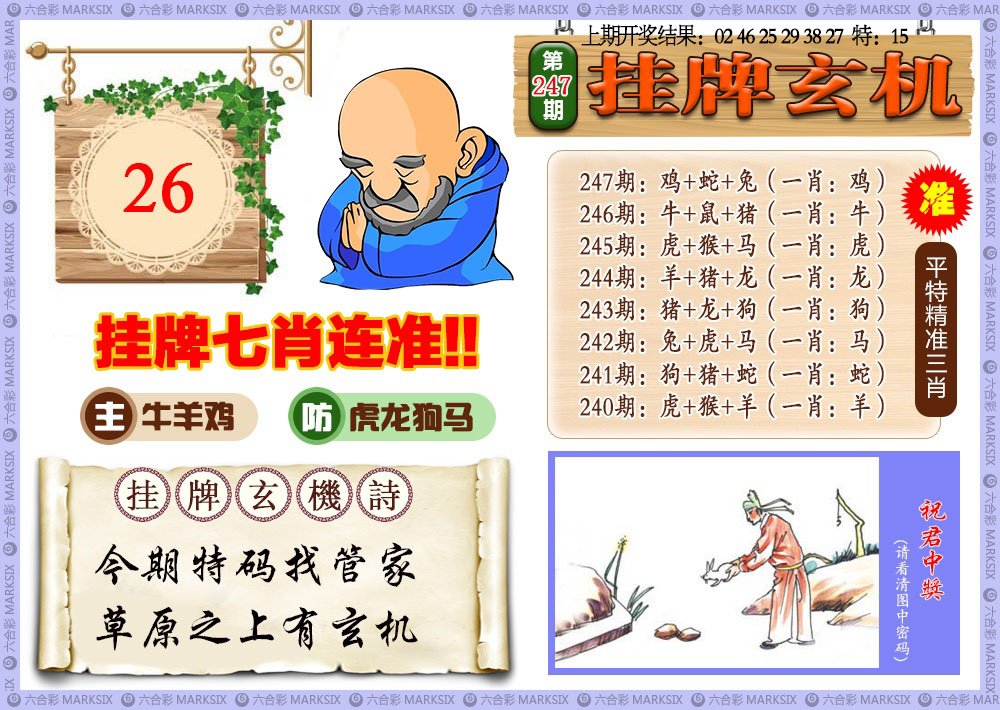 上期开奖结果：02 46 25 29 38 27 特：15
第247期
挂牌玄机
26
挂牌七肖连准!!
主 牛羊鸡 防 虎龙狗马
挂牌玄機詩
今期特码找管家
草原之上有玄机
247期：鸡+蛇+兔（一肖：鸡）
246期：牛+鼠+猪（一肖：牛）
245期：虎+猴+马（一肖：虎）
244期：羊+猪+龙（一肖：龙）
243期：猪+龙+狗（一肖：狗）
242期：兔+虎+马（一肖：马）
241期：狗+猪+蛇（一肖：蛇）
240期：虎+猴+羊（一肖：羊）
准
平特精准三肖
祝君中獎
（请看清图中密码）
六合彩 MARKSIX